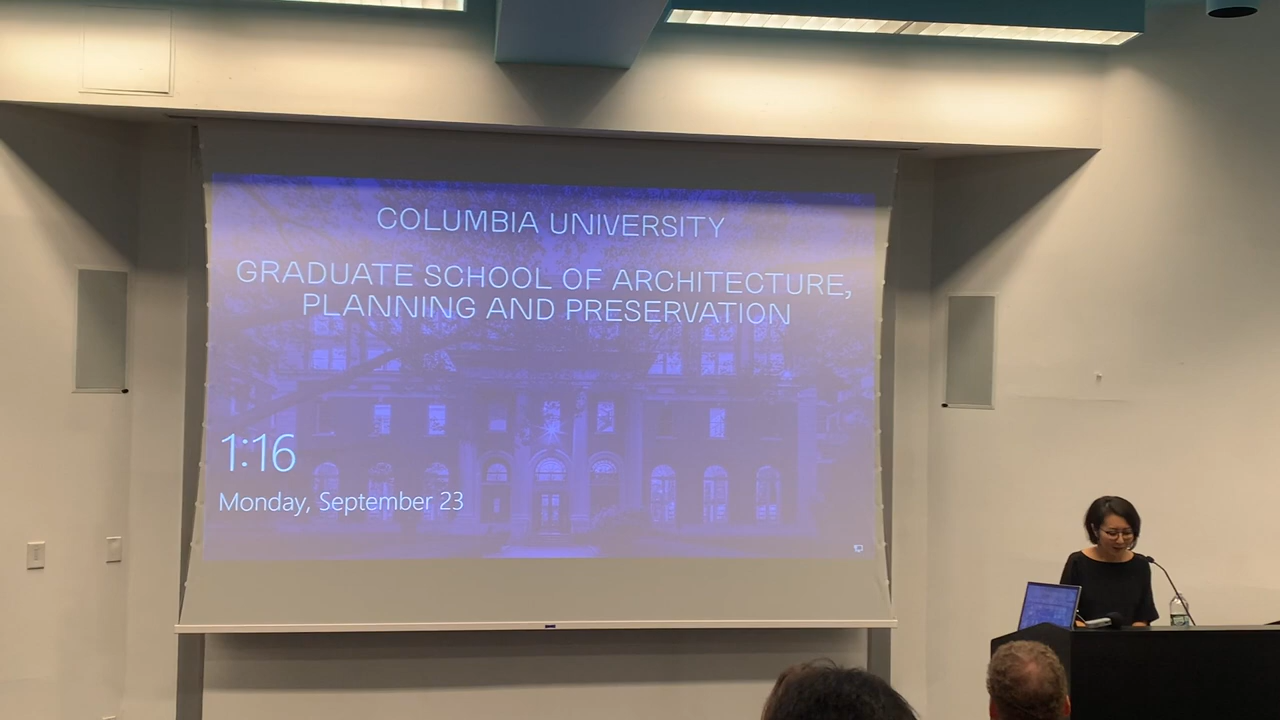 COLUMBIA UNIVERSITY
GRADUATE SCHOOL OF ARCHITECTURE,
PLANNING AND PRESERVATION
1:16
Monday, September 23